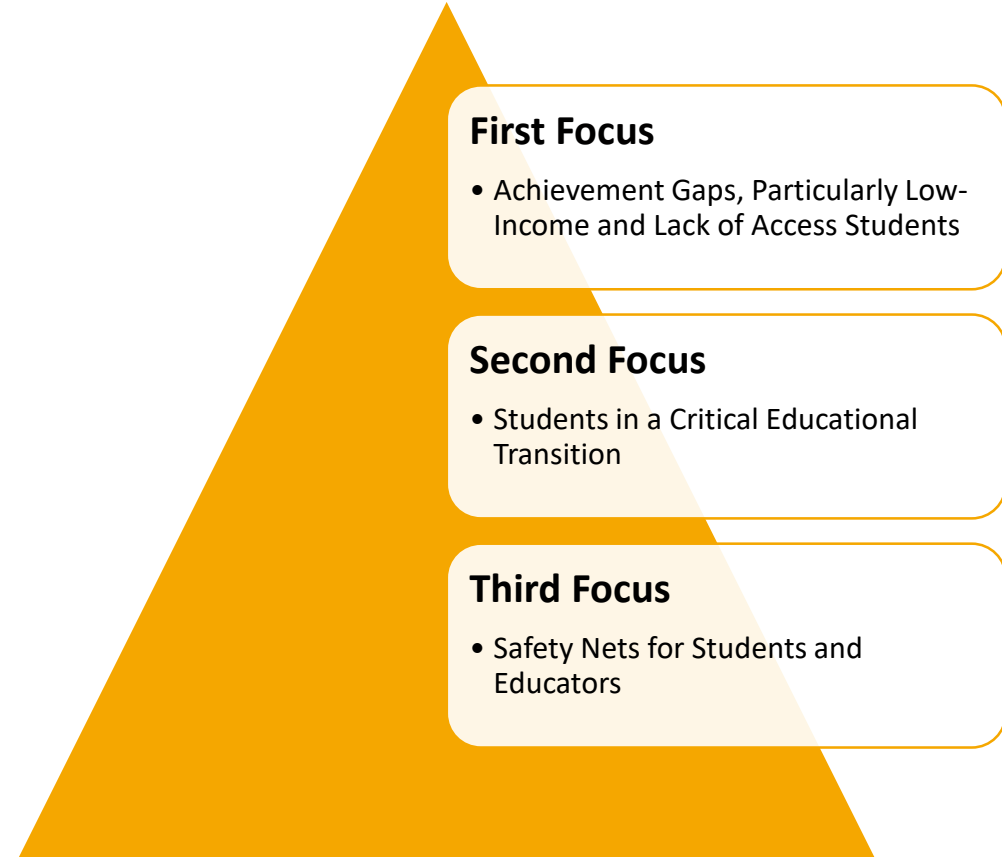 First Focus
• Achievement Gaps, Particularly Low-
Income and Lack of Access Students
Second Focus
• Students in a Critical Educational
Transition
Third Focus
• Safety Nets for Students and
Educators